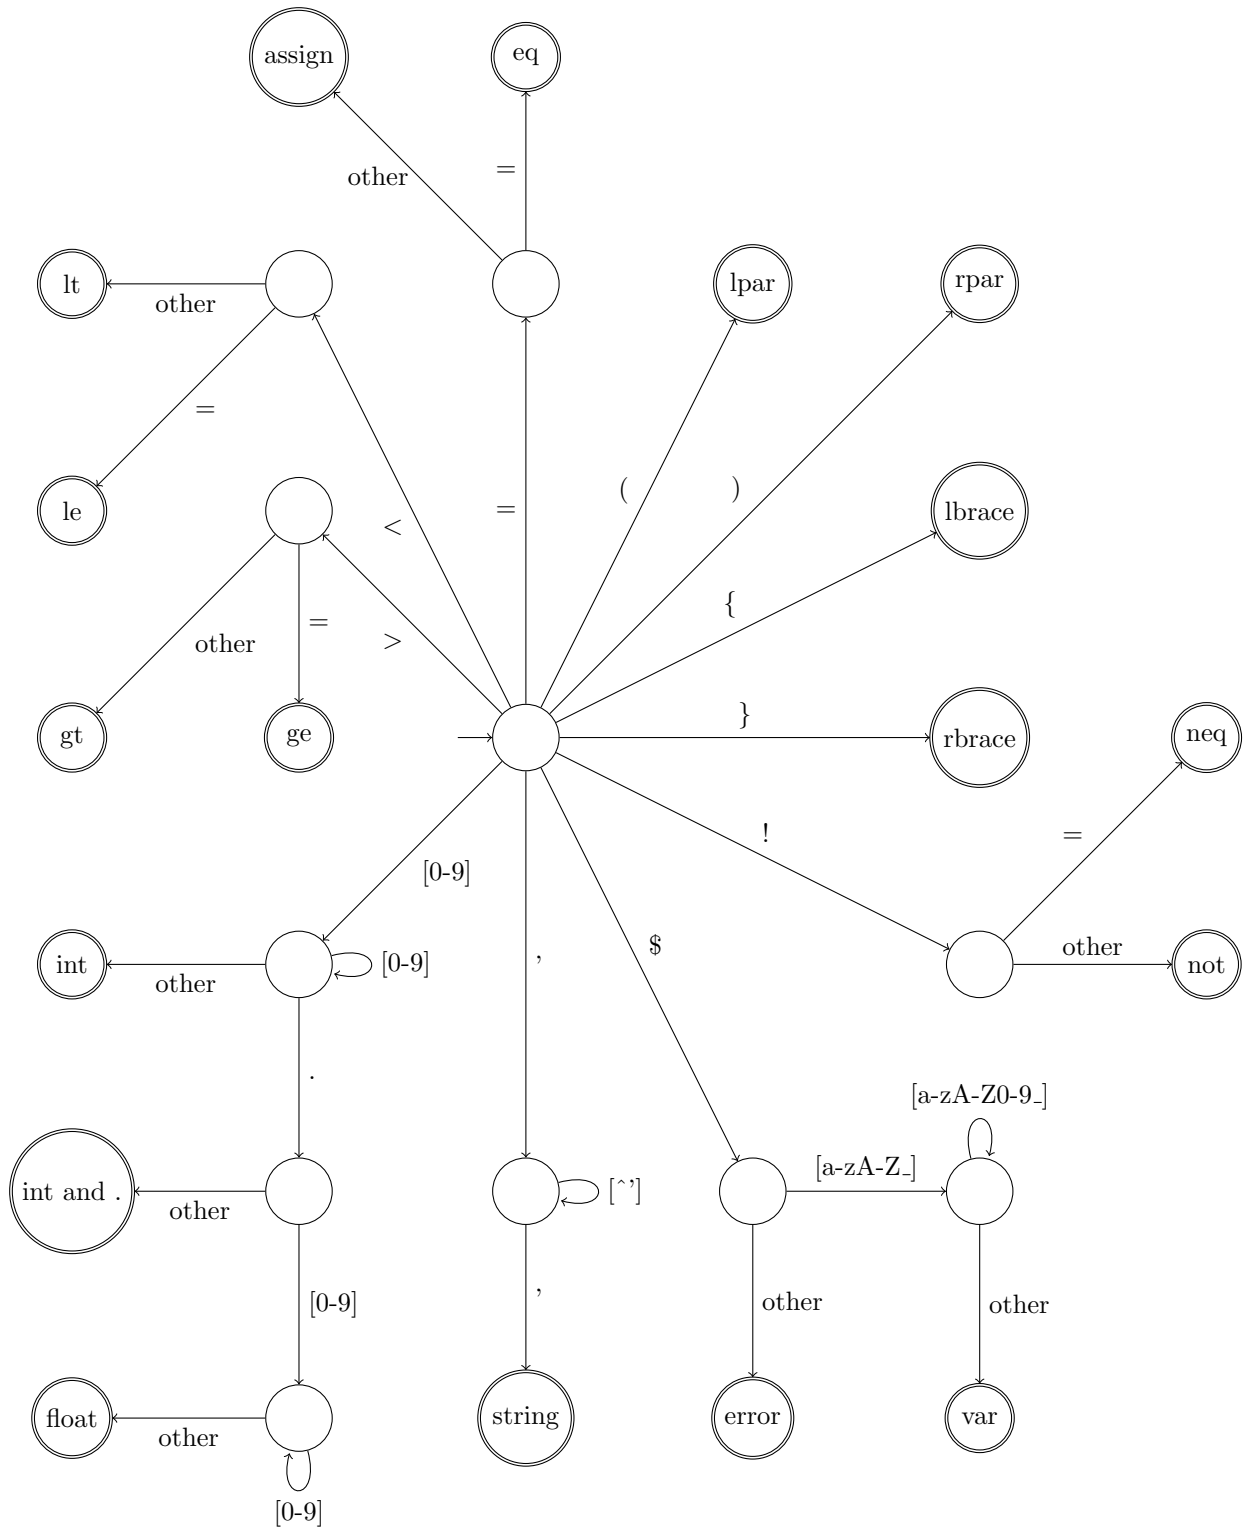 assign
eq
other
=
lt
lpar
rpar
other
=
le
<
=
(
)
lbrace
other
=
>
{
gt
ge
}
rbrace
neq
[0-9]
!
=
int
other
[0-9]
$
'
other
not
.
[a-zA-Z0-9_]
int and .
other
[^']
[a-zA-Z_]
[0-9]
'
other
other
float
other
string
error
var
[0-9]